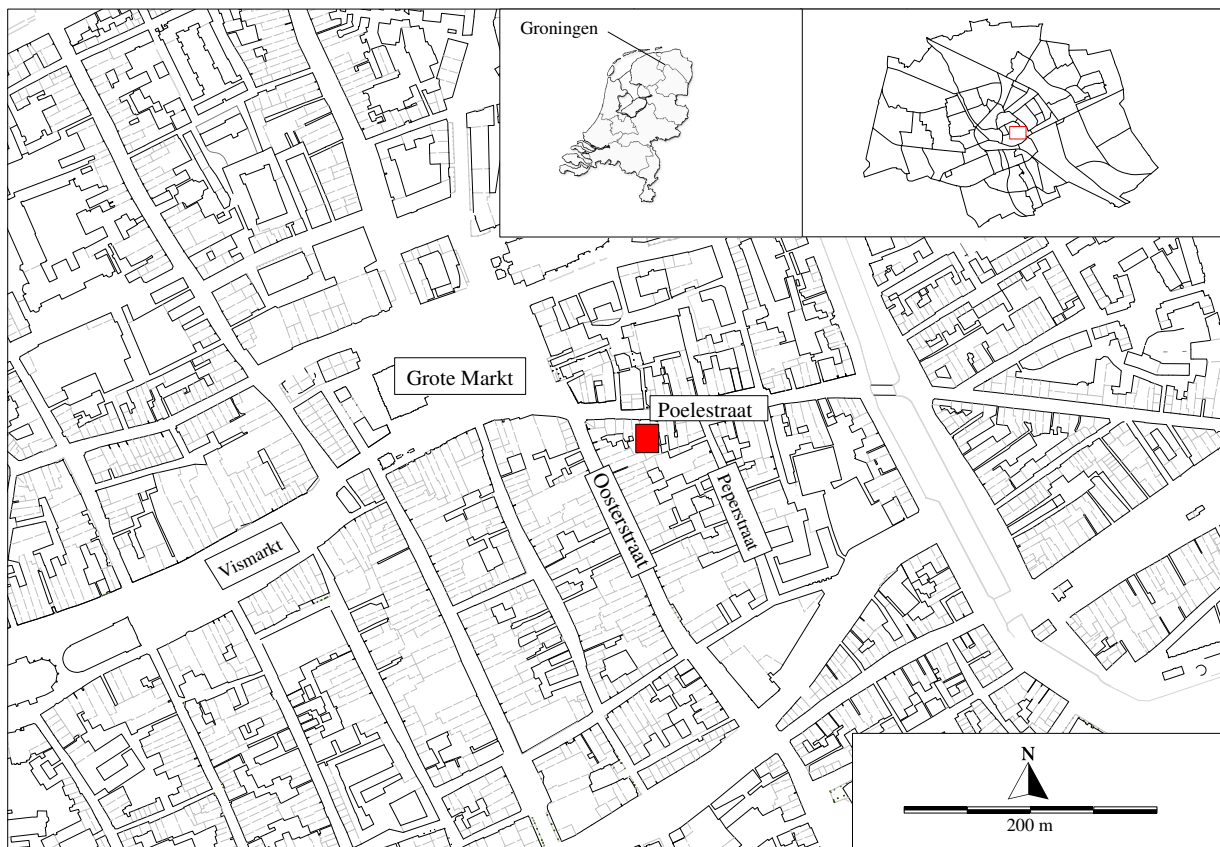 Groningen
Grote Markt
Poelestraat
Oosterstraat
Peperstraat
Vismarkt
N
200 m